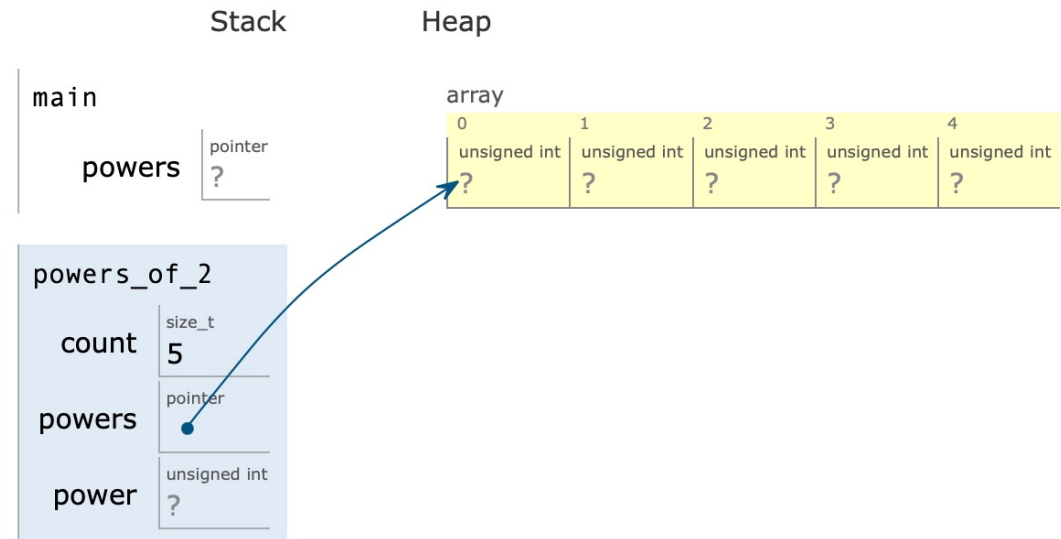 Stack Heap
main
powers pointer
?
array
0 1 2 3 4
unsigned int unsigned int unsigned int unsigned int unsigned int
? ? ? ? ?
powers_of_2
count size_t
5
powers pointer
power unsigned int
?